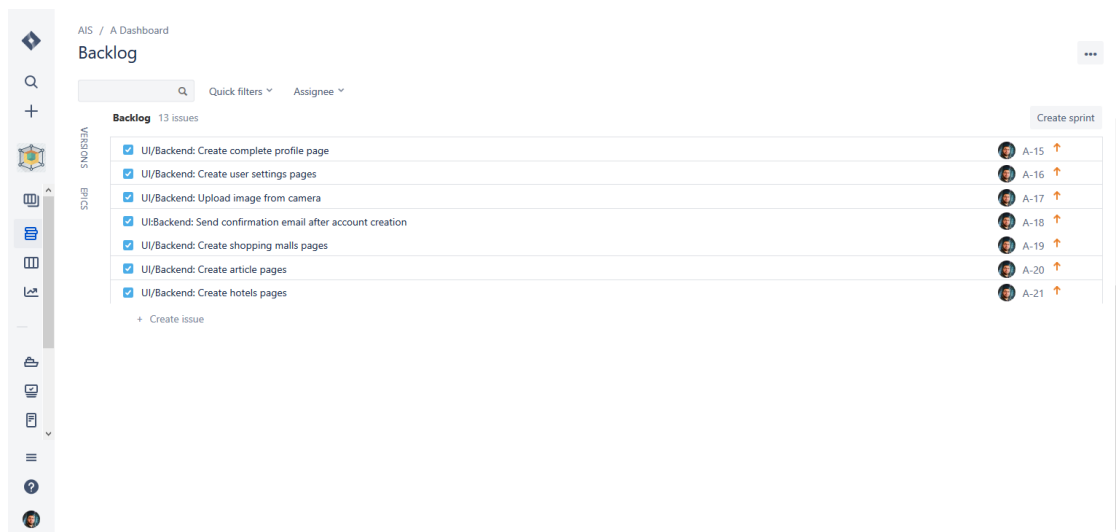 AIS / A Dashboard
Backlog
•••
Quick filters
Assignee
Backlog 13 issues
Create sprint
VERSIONS
EPICS
UI/Backend: Create complete profile page A-15
UI/Backend: Create user settings pages A-16
UI/Backend: Upload image from camera A-17
UI:Backend: Send confirmation email after account creation A-18
UI/Backend: Create shopping malls pages A-19
UI/Backend: Create article pages A-20
UI/Backend: Create hotels pages A-21
+ Create issue